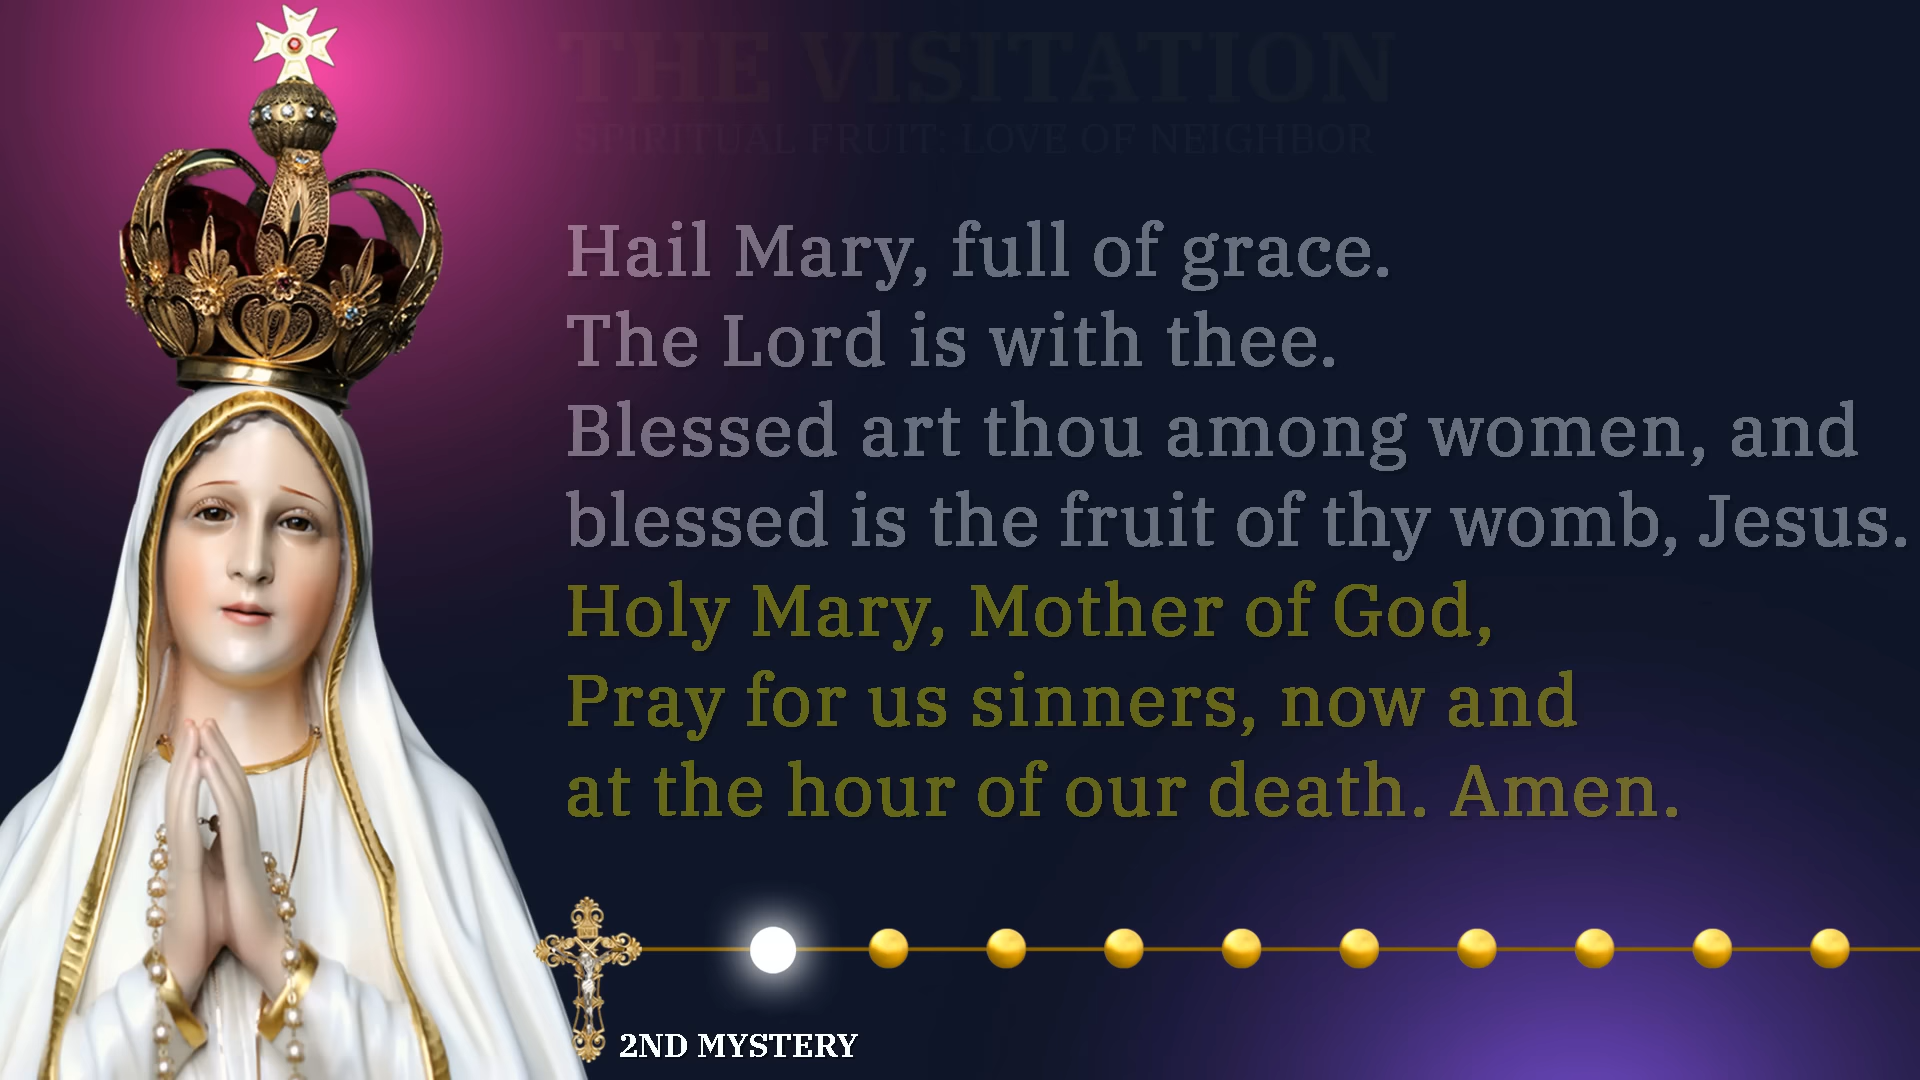 THE VISITATION
SPIRITUAL FRUIT: LOVE OF NEIGHBOR
Hail Mary, full of grace.
The Lord is with thee.
Blessed art thou among women, and
blessed is the fruit of thy womb, Jesus.
Holy Mary, Mother of God,
Pray for us sinners, now and
at the hour of our death. Amen.
2ND MYSTERY